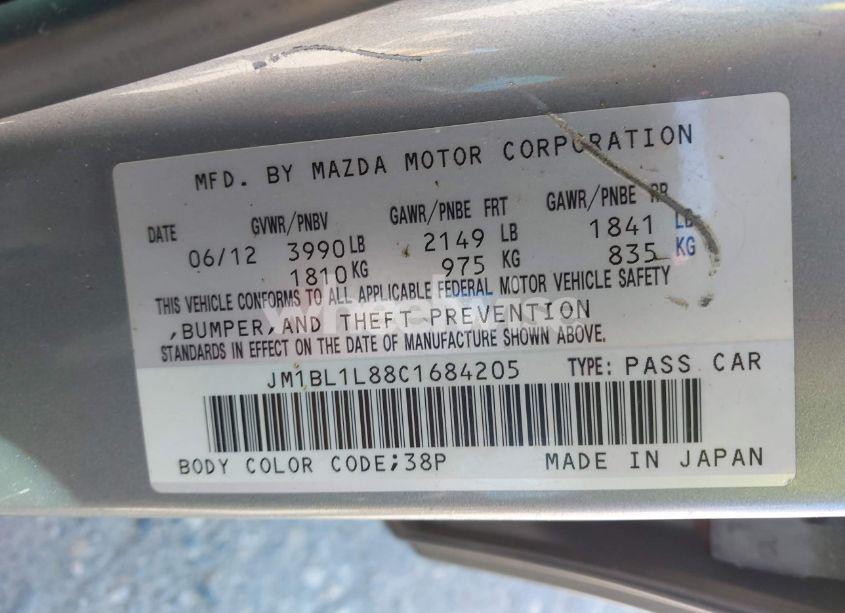 MFD. BY MAZDA MOTOR CORPORATION
DATE GVWR/PNBV GAWR/PNBE FRT GAWR/PNBE RR
06/12 3990 LB 2149 LB 1841 LB
1810 KG 975 KG 835 KG
THIS VEHICLE CONFORMS TO ALL APPLICABLE FEDERAL MOTOR VEHICLE SAFETY
,BUMPER,AND THEFT PREVENTION
STANDARDS IN EFFECT ON THE DATE OF MANUFACTURE SHOWN ABOVE.
JM1BL1L88C1684205 TYPE: PASS CAR
BODY COLOR CODE;38P MADE IN JAPAN